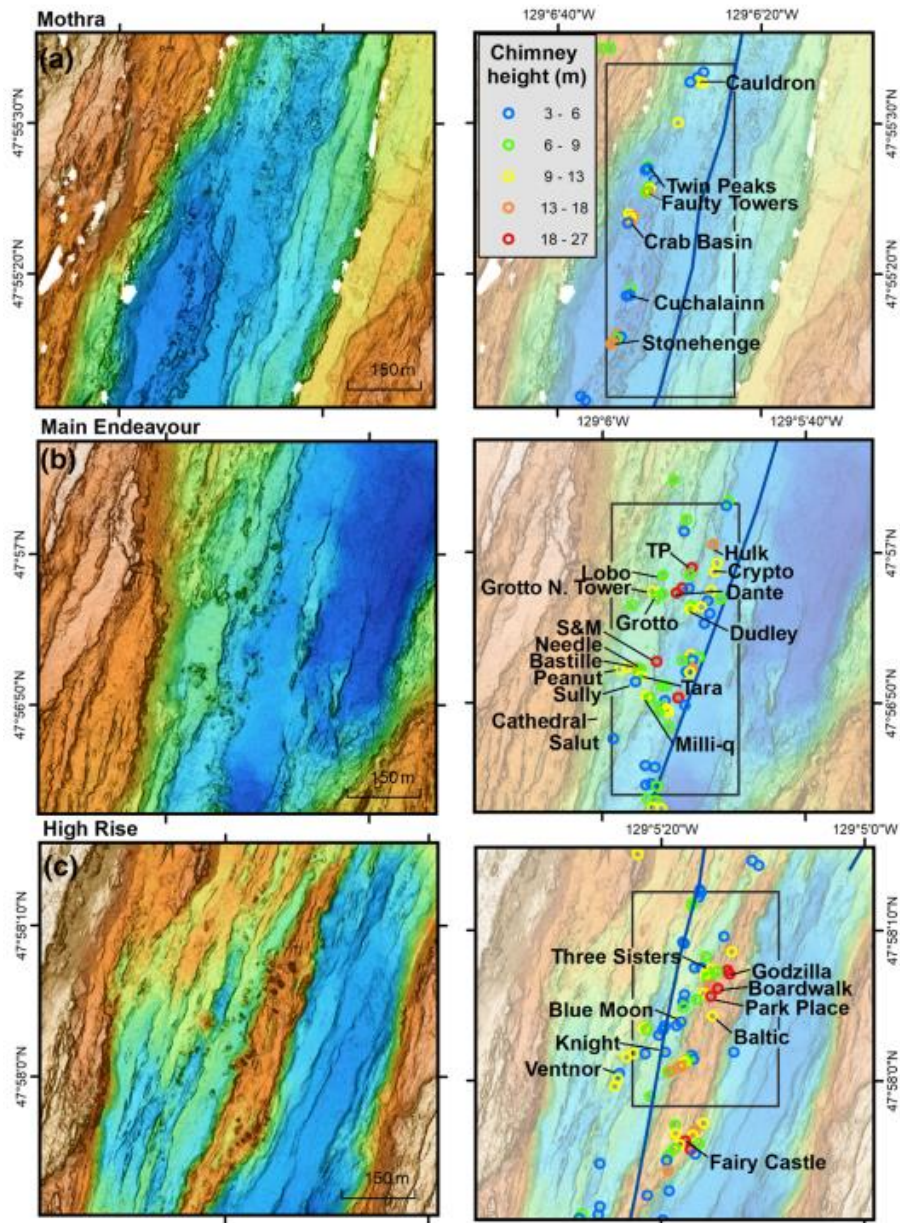 Mothra
(a)
47°55'30"N
47°55'20"N
150m
129°6'40"W
129°6'20"W
Chimney
height (m)
3 - 6
6 - 9
9 - 13
13 - 18
18 - 27
Cauldron
Twin Peaks
Faulty Towers
Crab Basin
Cuchalainn
Stonehenge
47°55'30"N
47°55'20"N
Main Endeavour
(b)
47°57'N
47°56'50"N
150m
129°6'W
129°5'40"W
TP
Hulk
Lobo
Crypto
Grotto N. Tower
Dante
Grotto
Dudley
S&M
Needle
Bastille
Peanut
Tara
Sully
Cathedral
Salut
Milli-q
47°57'N
47°56'50"N
High Rise
(c)
47°58'10"N
47°58'0"N
150m
129°5'20"W
129°5'0"W
Three Sisters
Godzilla
Boardwalk
Park Place
Blue Moon
Baltic
Knight
Ventnor
Fairy Castle
47°58'10"N
47°58'0"N